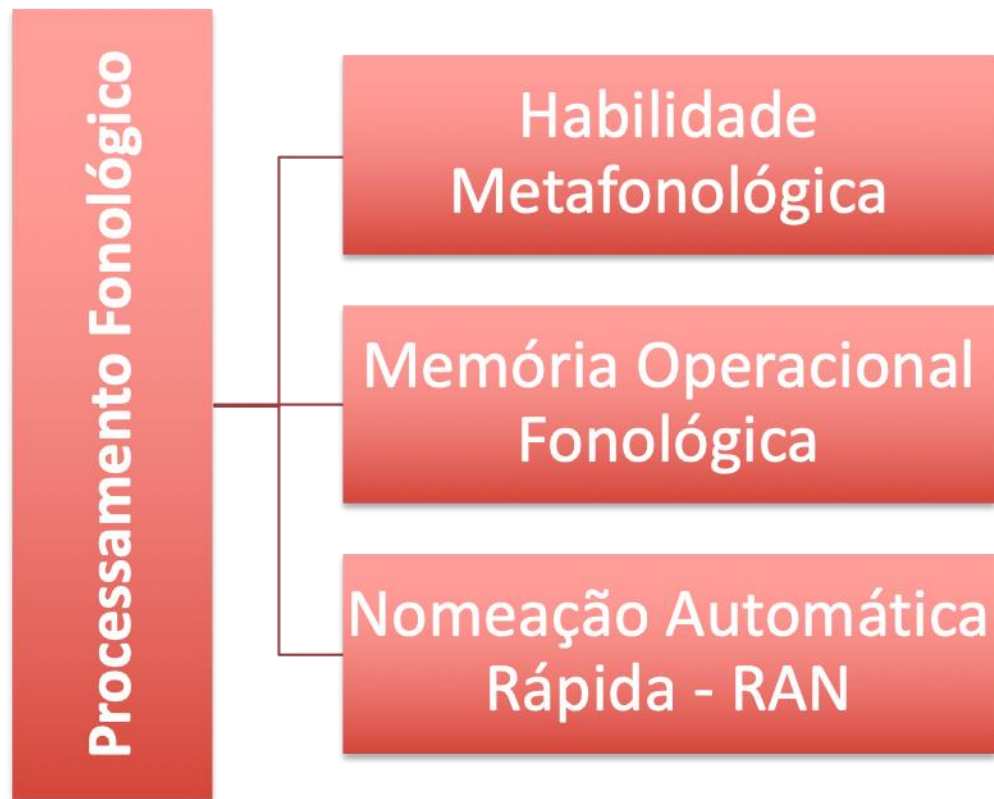 Processamento Fonológico
Habilidade
Metafonológica
Memória Operacional
Fonológica
Nomeação Automática
Rápida - RAN